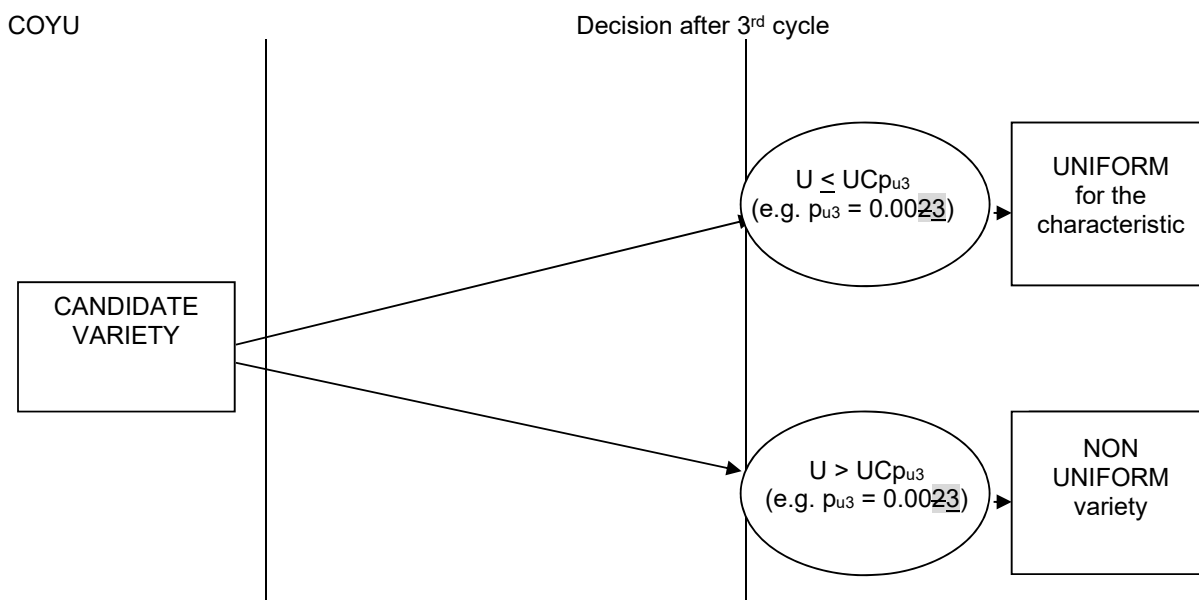 COYU
Decision after 3rd cycle
U ≤ UCpu3
(e.g. pu3 = 0.0023)
UNIFORM
for the
characteristic
CANDIDATE
VARIETY
U > UCpu3
(e.g. pu3 = 0.0023)
NON
UNIFORM
variety